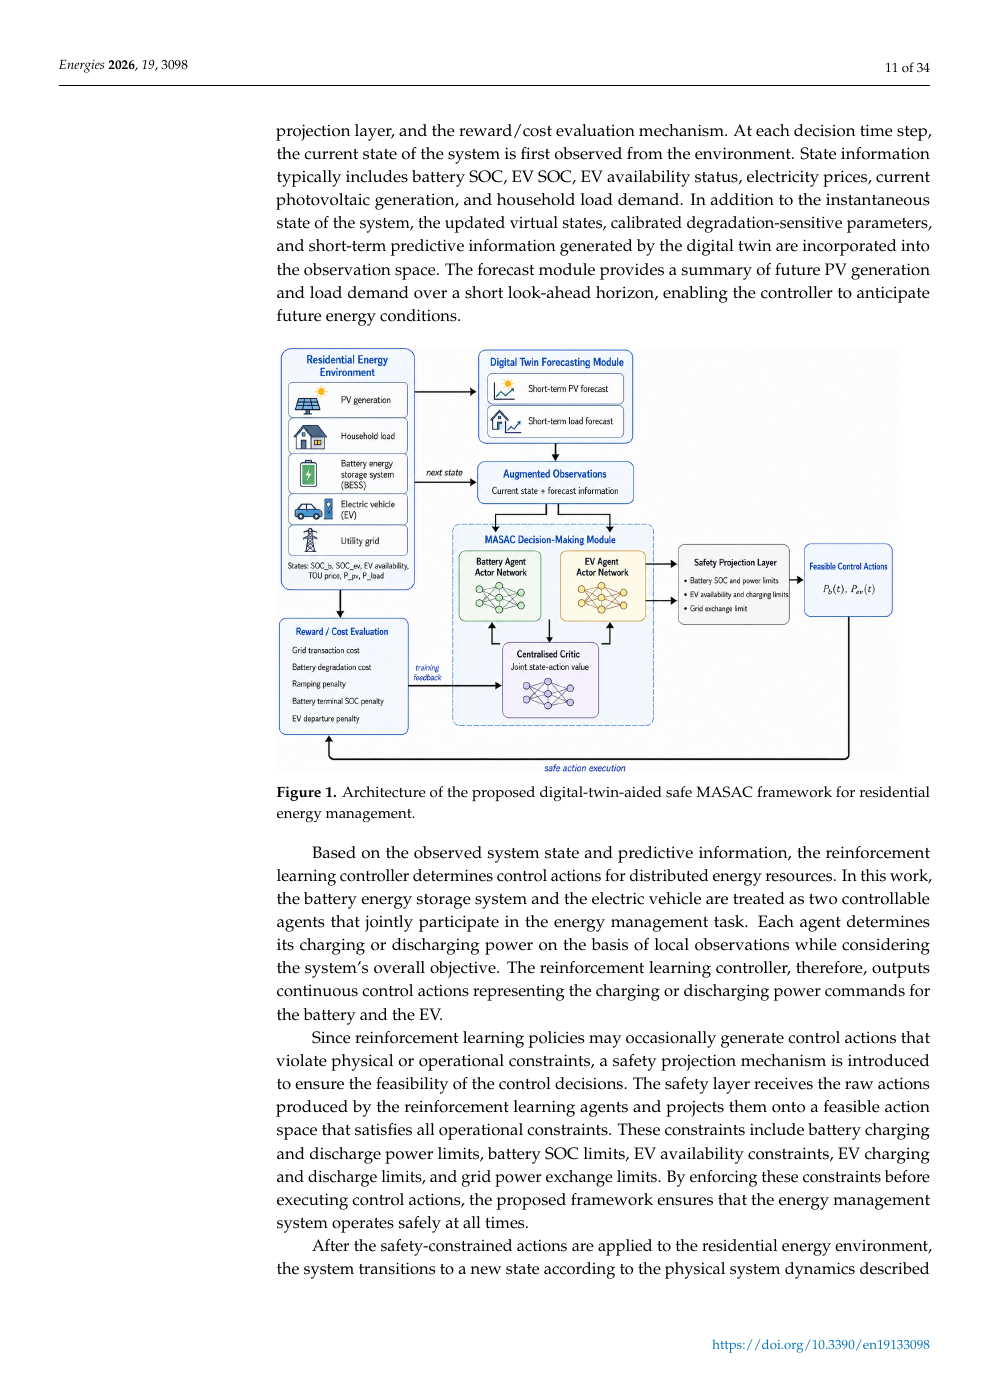 Energies 2026, 19, 3098
11 of 34
projection layer, and the reward/cost evaluation mechanism. At each decision time step,
the current state of the system is first observed from the environment. State information
typically includes battery SOC, EV SOC, EV availability status, electricity prices, current
photovoltaic generation, and household load demand. In addition to the instantaneous
state of the system, the updated virtual states, calibrated degradation-sensitive parameters,
and short-term predictive information generated by the digital twin are incorporated into
the observation space. The forecast module provides a summary of future PV generation
and load demand over a short look-ahead horizon, enabling the controller to anticipate
future energy conditions.
Residential Energy
Environment
PV generation
Household load
Battery energy
storage system
(BESS)
Electric vehicle
(EV)
Utility grid
States: SOC_b, SOC_ev, EV availability,
TOU price, P_pv, P_load
Digital Twin Forecasting Module
Short-term PV forecast
Short-term load forecast
next state
Augmented Observations
Current state + forecast information
MASAC Decision-Making Module
Battery Agent
Actor Network
EV Agent
Actor Network
Centralised Critic
Joint state-action value
Safety Projection Layer
• Battery SOC and power limits
• EV availability and charging limits
• Grid exchange limit
Feasible Control Actions
P_b(t). P_ev(t)
Reward / Cost Evaluation
Grid transaction cost
Battery degradation cost
Ramping penalty
Battery terminal SOC penalty
EV departure penalty
training
feedback
safe action execution
Figure 1. Architecture of the proposed digital-twin-aided safe MASAC framework for residential
energy management.
Based on the observed system state and predictive information, the reinforcement
learning controller determines control actions for distributed energy resources. In this work,
the battery energy storage system and the electric vehicle are treated as two controllable
agents that jointly participate in the energy management task. Each agent determines
its charging or discharging power on the basis of local observations while considering
the system's overall objective. The reinforcement learning controller, therefore, outputs
continuous control actions representing the charging or discharging power commands for
the battery and the EV.
Since reinforcement learning policies may occasionally generate control actions that
violate physical or operational constraints, a safety projection mechanism is introduced
to ensure the feasibility of the control decisions. The safety layer receives the raw actions
produced by the reinforcement learning agents and projects them onto a feasible action
space that satisfies all operational constraints. These constraints include battery charging
and discharge power limits, battery SOC limits, EV availability constraints, EV charging
and discharge limits, and grid power exchange limits. By enforcing these constraints before
executing control actions, the proposed framework ensures that the energy management
system operates safely at all times.
After the safety-constrained actions are applied to the residential energy environment,
the system transitions to a new state according to the physical system dynamics described
https://doi.org/10.3390/en19133098